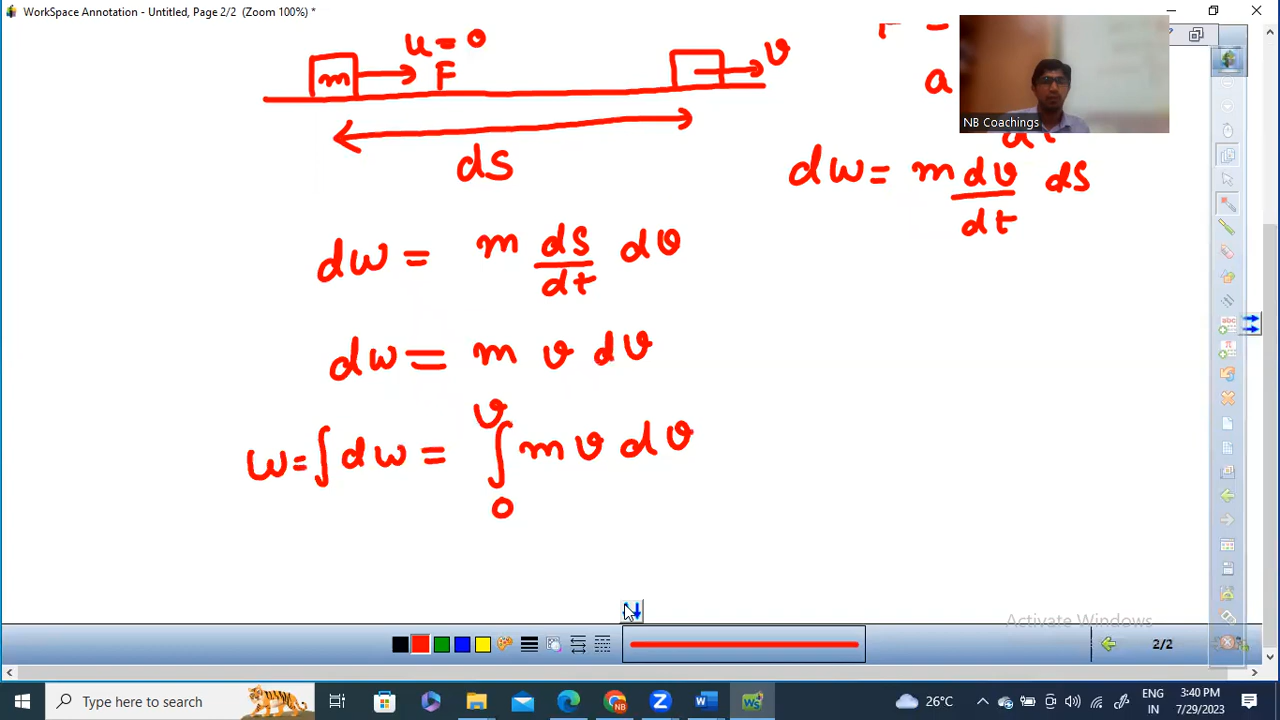 WorkSpace Annotation - Untitled, Page 2/2 (Zoom 100%) *
u = 0
m F v
a
NB Coachings
dS
dw = m dv/dt dS
dw = m dS/dt dv
dw = m v dv
w = ∫ dw = ∫₀ᵛ m v dv
Activate Windows
2/2
Type here to search
26°C
ENG
IN
3:40 PM
7/29/2023